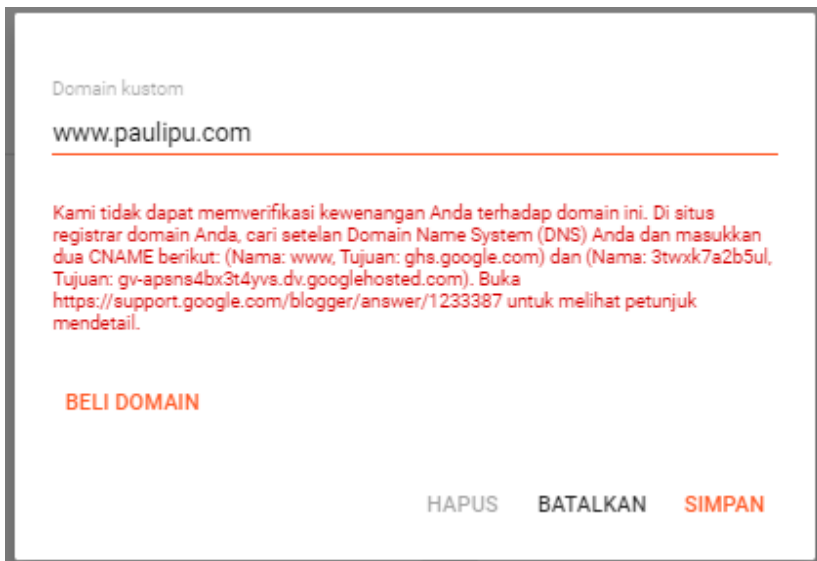 Domain kustom
www.paulipu.com
Kami tidak dapat memverifikasi kewenangan Anda terhadap domain ini. Di situs
registrar domain Anda, cari setelan Domain Name System (DNS) Anda dan masukkan
dua CNAME berikut: (Nama: www, Tujuan: ghs.google.com) dan (Nama: 3twxk7a2b5ul,
Tujuan: gv-apsns4bx3t4yvs.dv.googlehosted.com). Buka
https://support.google.com/blogger/answer/1233387 untuk melihat petunjuk
mendetail.
BELI DOMAIN
HAPUS BATALKAN SIMPAN